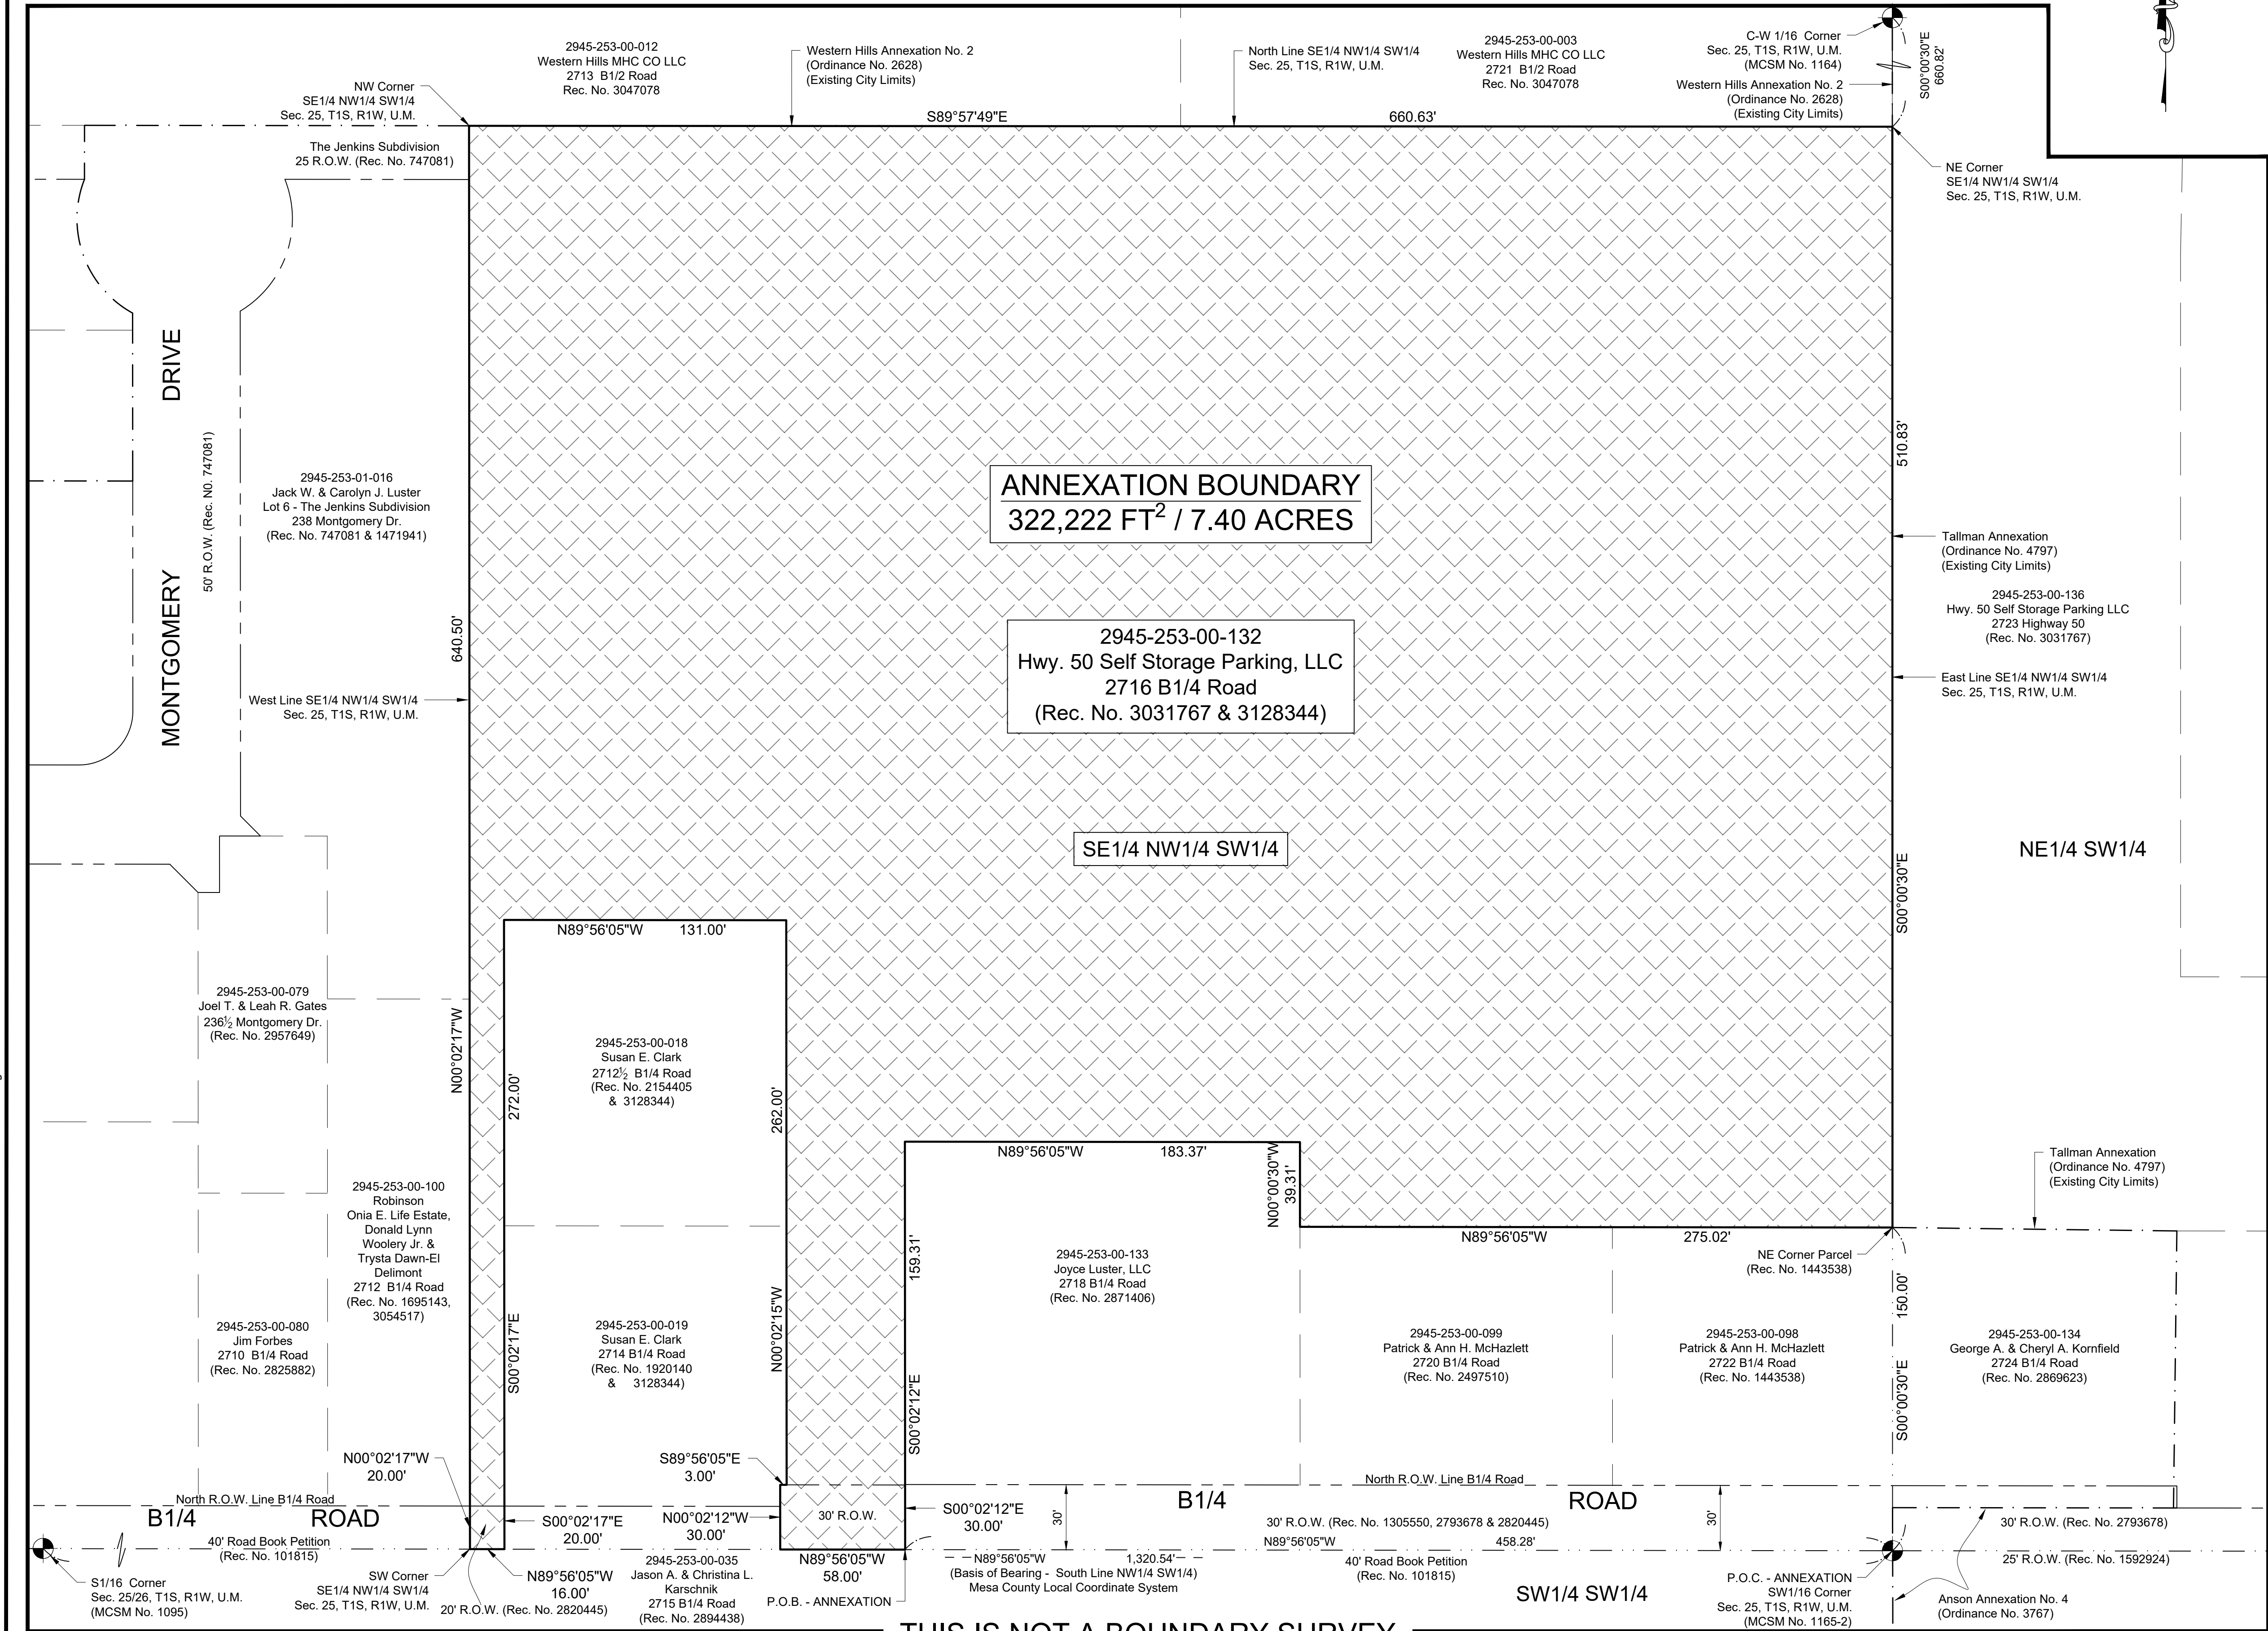 2945-253-00-012
Western Hills MHC CO LLC
2713 B1/2 Road
Rec. No. 3047078
Western Hills Annexation No. 2
(Ordinance No. 2628)
(Existing City Limits)
North Line SE1/4 NW1/4 SW1/4
Sec. 25, T1S, R1W, U.M.
2945-253-00-003
Western Hills MHC CO LLC
2721 B1/2 Road
Rec. No. 3047078
C-W 1/16 Corner
Sec. 25, T1S, R1W, U.M.
(MCSM No. 1164)
Western Hills Annexation No. 2
(Ordinance No. 2628)
(Existing City Limits)
S00°00'30"E
660.82'
NW Corner
SE1/4 NW1/4 SW1/4
Sec. 25, T1S, R1W, U.M.
S89°57'49"E
660.63'
The Jenkins Subdivision
25 R.O.W. (Rec. No. 747081)
NE Corner
SE1/4 NW1/4 SW1/4
Sec. 25, T1S, R1W, U.M.
MONTGOMERY DRIVE
50' R.O.W. (Rec. N0. 747081)
2945-253-01-016
Jack W. & Carolyn J. Luster
Lot 6 - The Jenkins Subdivision
238 Montgomery Dr.
(Rec. No. 747081 & 1471941)
640.50'
West Line SE1/4 NW1/4 SW1/4
Sec. 25, T1S, R1W, U.M.
ANNEXATION BOUNDARY
322,222 FT2 / 7.40 ACRES
2945-253-00-132
Hwy. 50 Self Storage Parking, LLC
2716 B1/4 Road
(Rec. No. 3031767 & 3128344)
SE1/4 NW1/4 SW1/4
510.83'
Tallman Annexation
(Ordinance No. 4797)
(Existing City Limits)
2945-253-00-136
Hwy. 50 Self Storage Parking LLC
2723 Highway 50
(Rec. No. 3031767)
East Line SE1/4 NW1/4 SW1/4
Sec. 25, T1S, R1W, U.M.
NE1/4 SW1/4
S00°00'30"E
N89°56'05"W 131.00'
2945-253-00-079
Joel T. & Leah R. Gates
236½ Montgomery Dr.
(Rec. No. 2957649)
N00°02'17"W
272.00'
2945-253-00-018
Susan E. Clark
2712½ B1/4 Road
(Rec. No. 2154405
& 3128344)
262.00'
N89°56'05"W 183.37'
N00°00'30"W
39.31'
Tallman Annexation
(Ordinance No. 4797)
(Existing City Limits)
2945-253-00-100
Robinson
Onia E. Life Estate,
Donald Lynn
Woolery Jr. &
Trysta Dawn-El
Delimont
2712 B1/4 Road
(Rec. No. 1695143,
3054517)
159.31'
2945-253-00-133
Joyce Luster, LLC
2718 B1/4 Road
(Rec. No. 2871406)
N89°56'05"W 275.02'
NE Corner Parcel
(Rec. No. 1443538)
150.00'
2945-253-00-080
Jim Forbes
2710 B1/4 Road
(Rec. No. 2825882)
S00°02'17"E
2945-253-00-019
Susan E. Clark
2714 B1/4 Road
(Rec. No. 1920140
& 3128344)
N00°02'15"W
S00°02'12"E
2945-253-00-099
Patrick & Ann H. McHazlett
2720 B1/4 Road
(Rec. No. 2497510)
2945-253-00-098
Patrick & Ann H. McHazlett
2722 B1/4 Road
(Rec. No. 1443538)
S00°00'30"E
2945-253-00-134
George A. & Cheryl A. Kornfield
2724 B1/4 Road
(Rec. No. 2869623)
N00°02'17"W
20.00'
S89°56'05"E
3.00'
North R.O.W. Line B1/4 Road
North R.O.W. Line B1/4 Road
B1/4 ROAD
B1/4 ROAD
40' Road Book Petition
(Rec. No. 101815)
S00°02'17"E
20.00'
N00°02'12"W
30.00'
30' R.O.W.
S00°02'12"E
30.00'
30'
30' R.O.W. (Rec. No. 1305550, 2793678 & 2820445)
30'
30' R.O.W. (Rec. No. 2793678)
N89°56'05"W 458.28'
S1/16 Corner
Sec. 25/26, T1S, R1W, U.M.
(MCSM No. 1095)
SW Corner
SE1/4 NW1/4 SW1/4
Sec. 25, T1S, R1W, U.M.
N89°56'05"W
16.00'
20' R.O.W. (Rec. No. 2820445)
2945-253-00-035
Jason A. & Christina L.
Karschnik
2715 B1/4 Road
(Rec. No. 2894438)
N89°56'05"W
58.00'
P.O.B. - ANNEXATION
N89°56'05"W 1,320.54'
(Basis of Bearing - South Line NW1/4 SW1/4)
Mesa County Local Coordinate System
40' Road Book Petition
(Rec. No. 101815)
SW1/4 SW1/4
P.O.C. - ANNEXATION
SW1/16 Corner
Sec. 25, T1S, R1W, U.M.
(MCSM No. 1165-2)
25' R.O.W. (Rec. No. 1592924)
Anson Annexation No. 4
(Ordinance No. 3767)
THIS IS NOT A BOUNDARY SURVEY